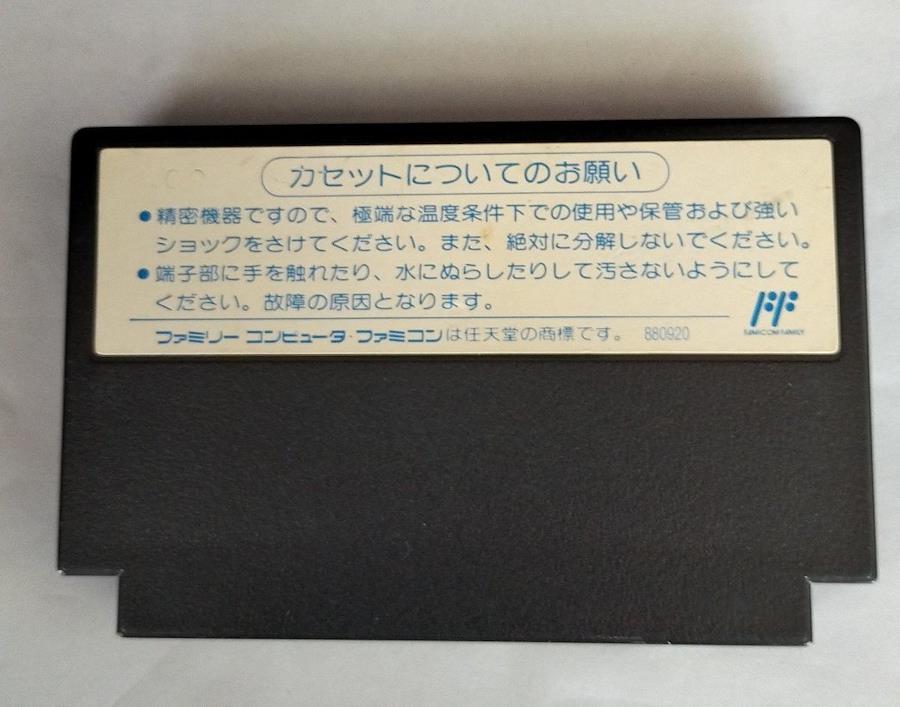 カセットについてのお願い
●精密機器ですので、極端な温度条件下での使用や保管および強い
ショックをさけてください。また、絶対に分解しないでください。
●端子部に手を触れたり、水にぬらしたりして汚さないようにして
ください。故障の原因となります。
FAMICOM FAMILY
ファミリー コンピュータ・ファミコンは任天堂の商標です。 880920